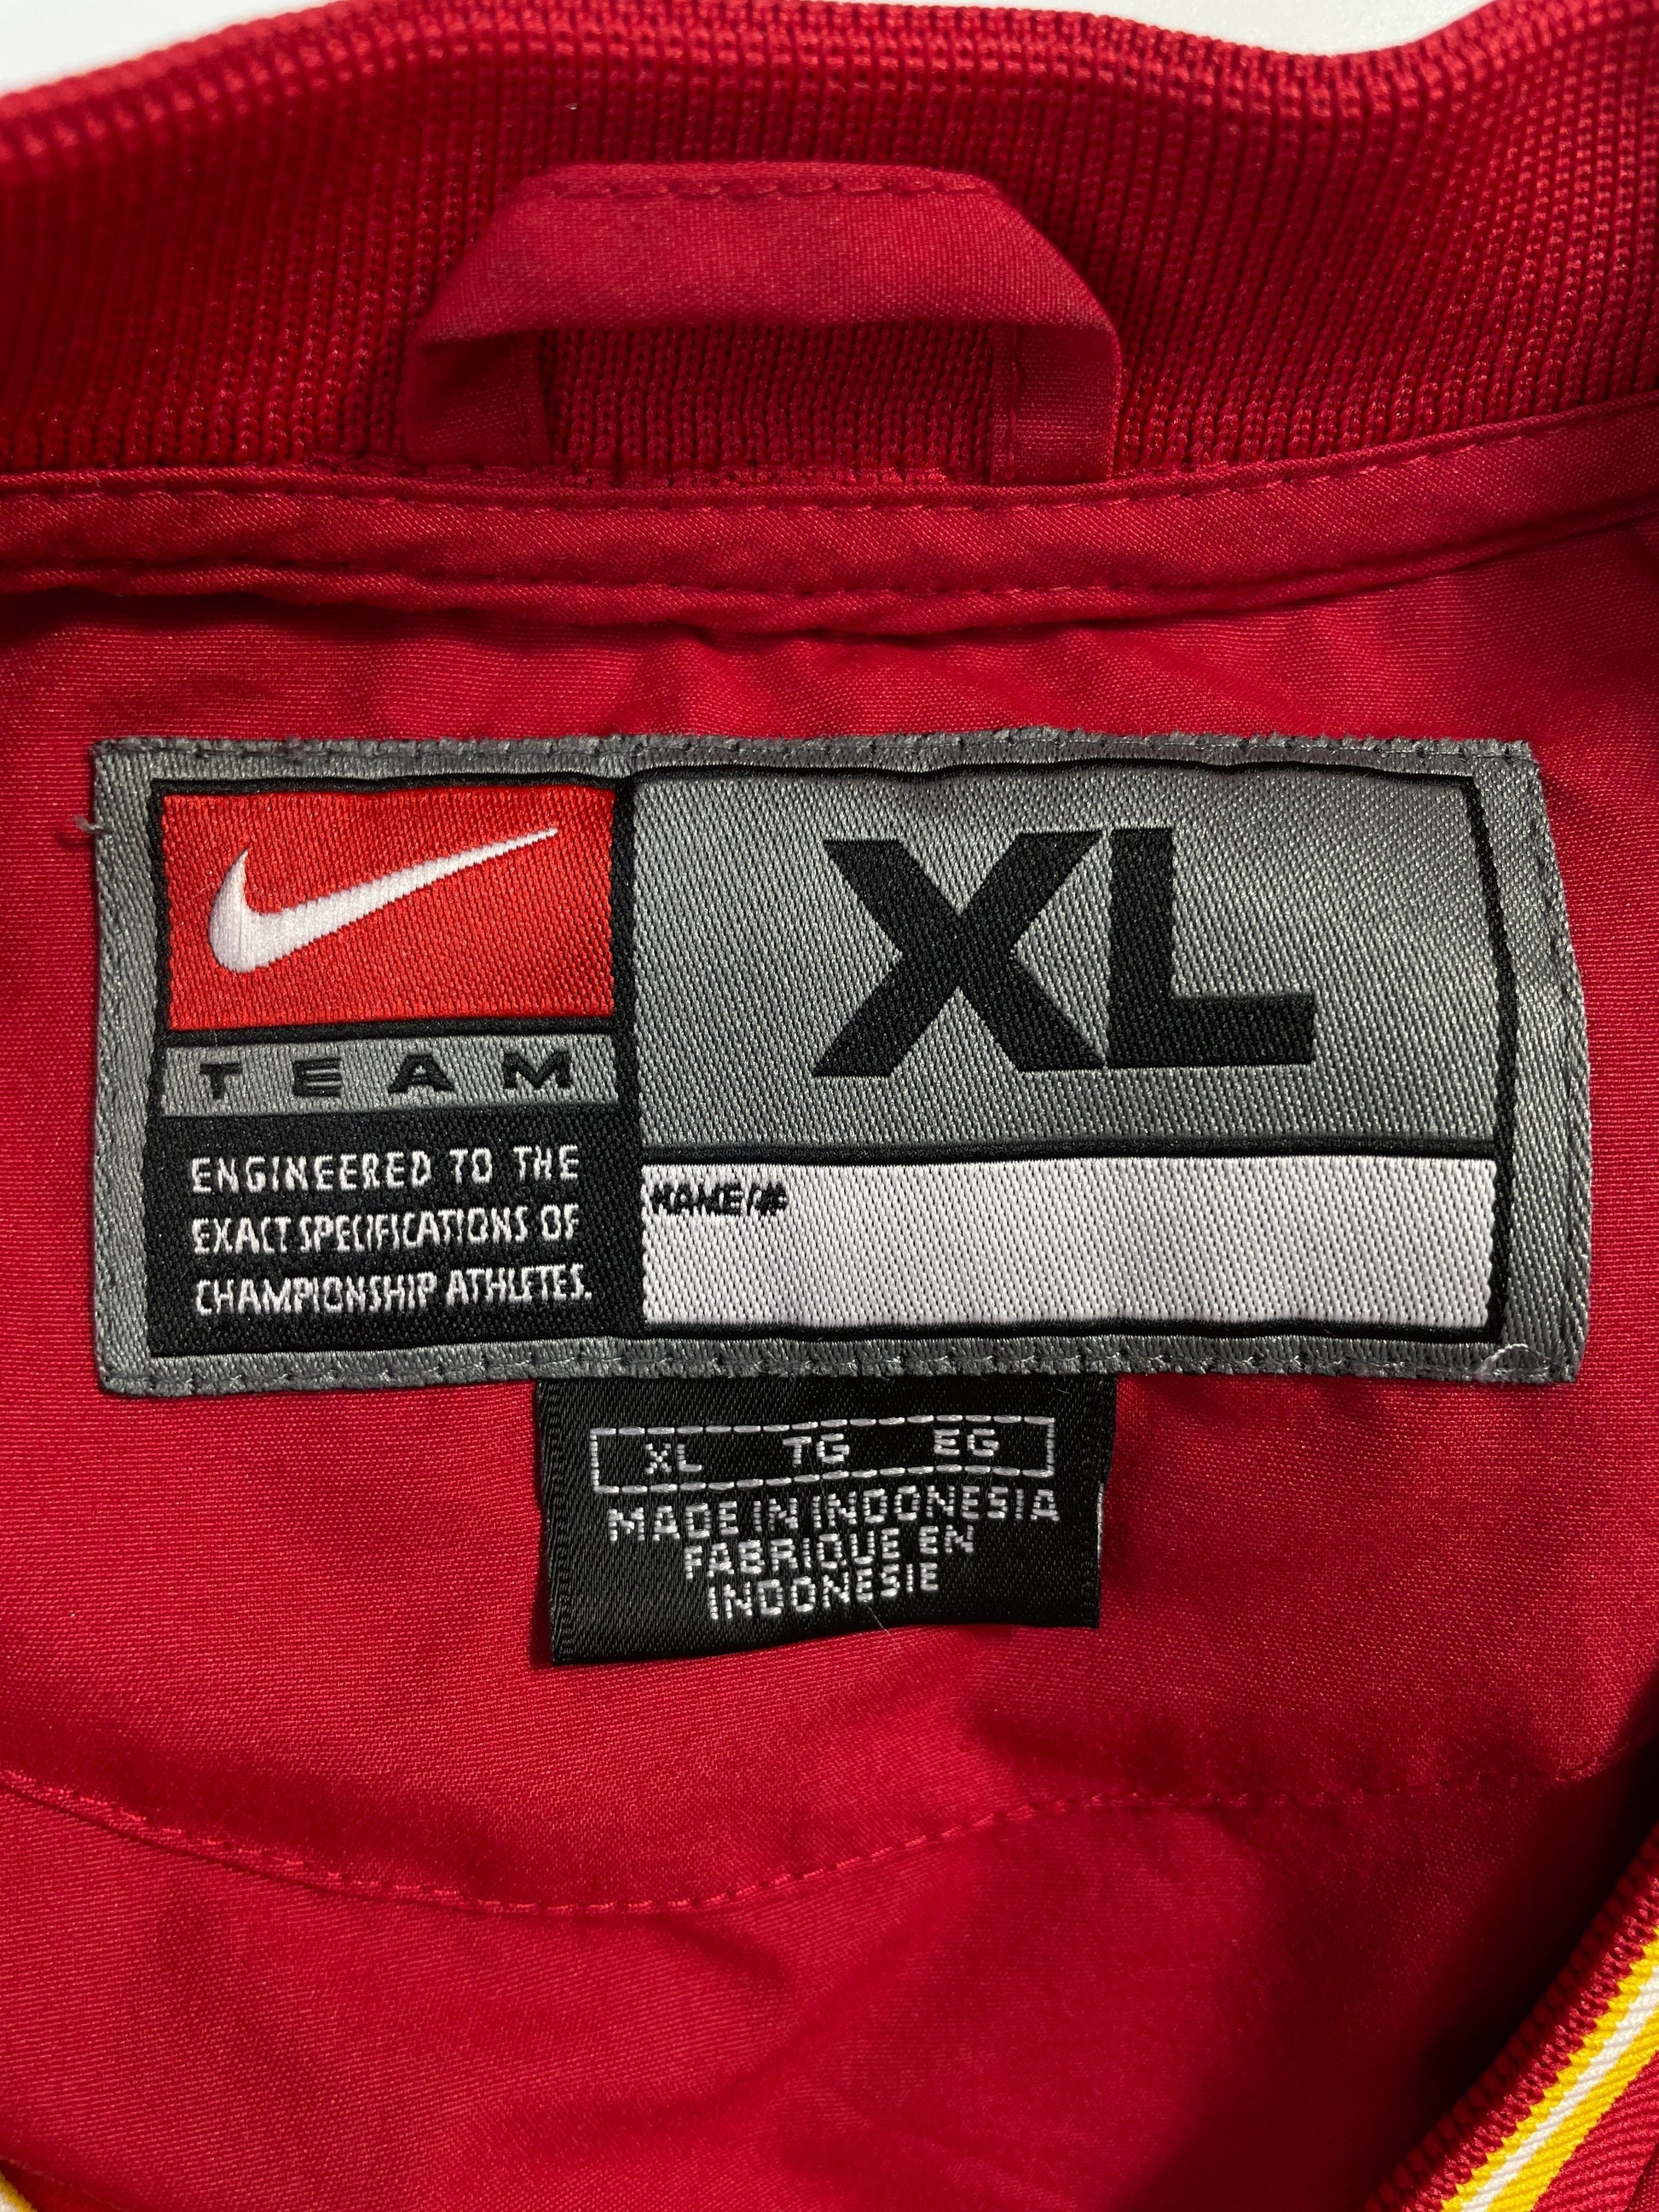 TEAM
ENGINEERED TO THE
EXACT SPECIFICATIONS OF
CHAMPIONSHIP ATHLETES.
XL
XL TG EG
MADE IN INDONESIA
FABRIQUE EN
INDONESIE